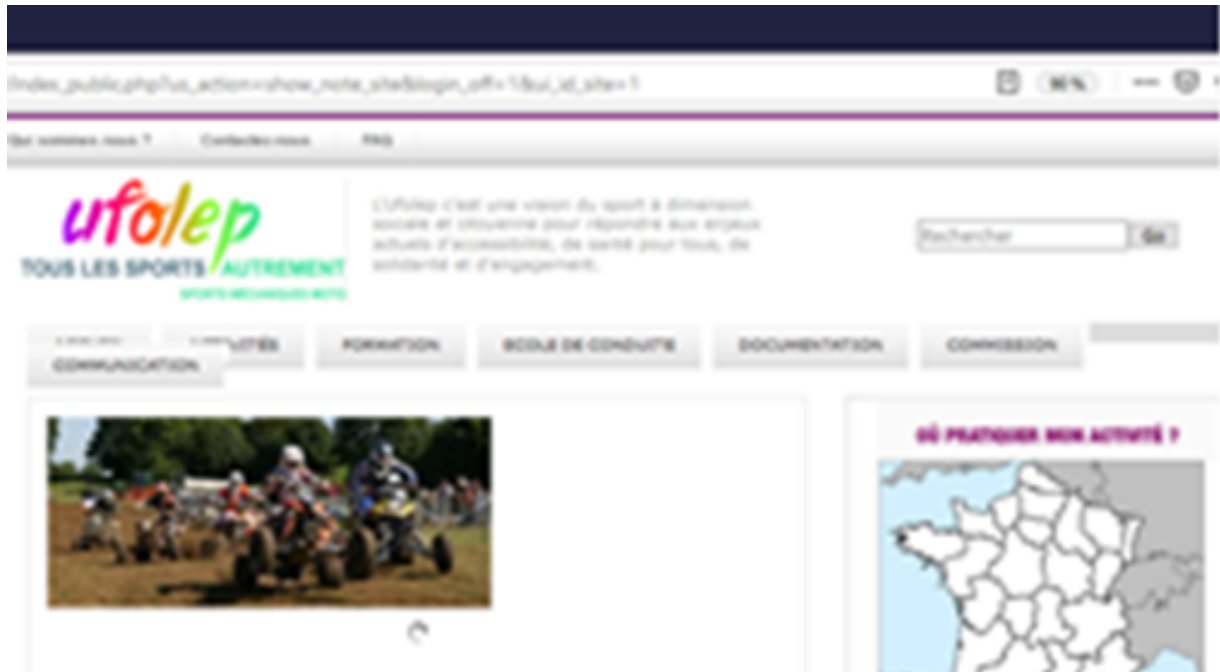 index_public.php?us_action=show_note_site&login_off=1&ui_id_site=1
90 %
Qui sommes nous ?
Contactez-nous
FAQ
ufolep
TOUS LES SPORTS AUTREMENT
SPORTS MÉCANIQUES MOTO
L'Ufolep c'est une vision du sport à dimension
sociale et citoyenne pour répondre aux enjeux
actuels d'accessibilité, de santé pour tous, de
solidarité et d'engagement.
Rechercher
Go
FORMATION
ECOLE DE CONDUITE
DOCUMENTATION
COMMISSION
COMMUNICATION
OÙ PRATIQUER MON ACTIVITÉ ?